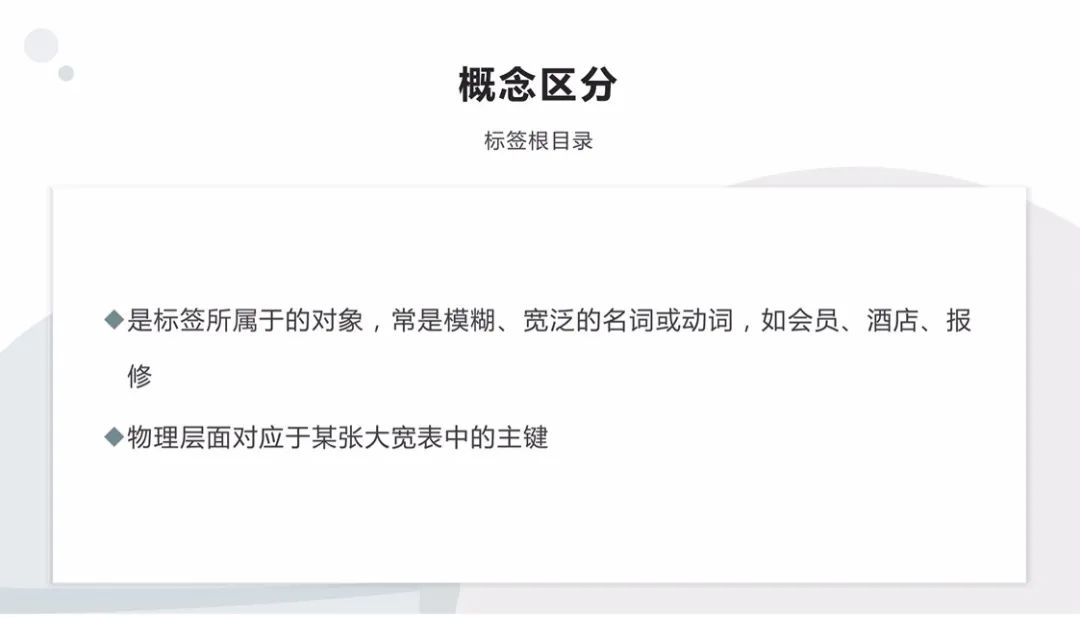 概念区分
标签根目录
◆是标签所属于的对象，常是模糊、宽泛的名词或动词，如会员、酒店、报
修
◆物理层面对应于某张大宽表中的主键